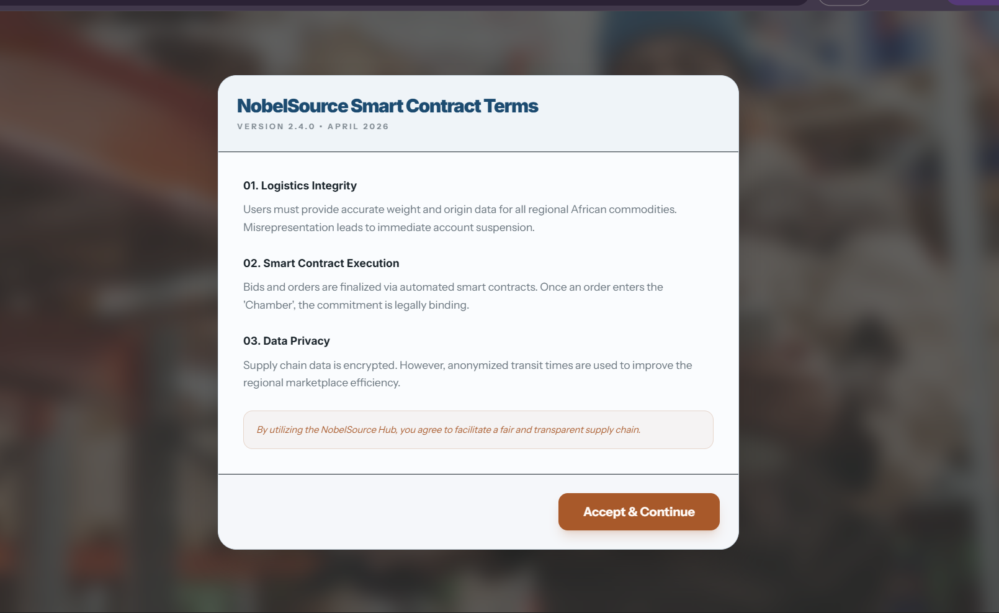 NobelSource Smart Contract Terms
VERSION 2.4.0 • APRIL 2026
01. Logistics Integrity
Users must provide accurate weight and origin data for all regional African commodities.
Misrepresentation leads to immediate account suspension.
02. Smart Contract Execution
Bids and orders are finalized via automated smart contracts. Once an order enters the
'Chamber', the commitment is legally binding.
03. Data Privacy
Supply chain data is encrypted. However, anonymized transit times are used to improve the
regional marketplace efficiency.
By utilizing the NobelSource Hub, you agree to facilitate a fair and transparent supply chain.
Accept & Continue